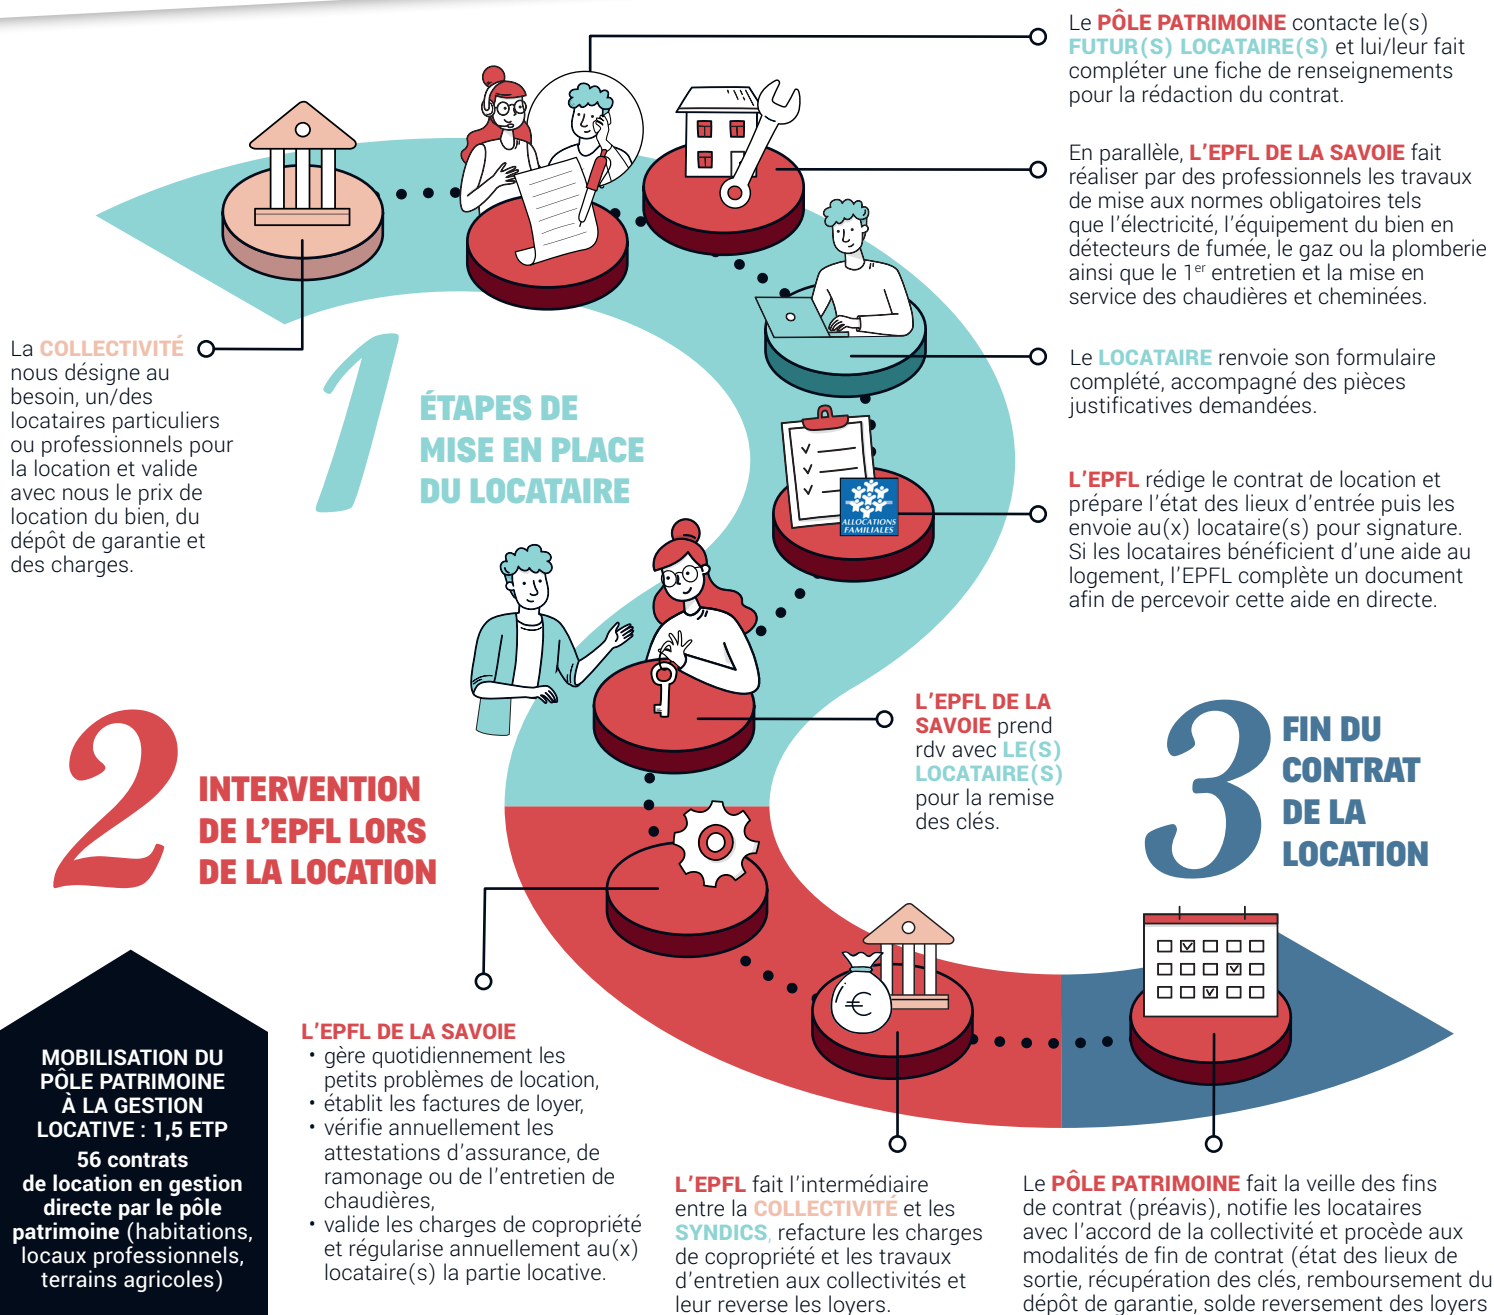 Le PÔLE PATRIMOINE contacte le(s)
FUTUR(S) LOCATAIRE(S) et lui/leur fait
compléter une fiche de renseignements
pour la rédaction du contrat.
En parallèle, L'EPFL DE LA SAVOIE fait
réaliser par des professionnels les travaux
de mise aux normes obligatoires tels
que l'électricité, l'équipement du bien en
détecteurs de fumée, le gaz ou la plomberie
ainsi que le 1er entretien et la mise en
service des chaudières et cheminées.
La COLLECTIVITÉ
nous désigne au
besoin, un/des
locataires particuliers
ou professionnels pour
la location et valide
avec nous le prix de
location du bien, du
dépôt de garantie et
des charges.
1
ÉTAPES DE
MISE EN PLACE
DU LOCATAIRE
Le LOCATAIRE renvoie son formulaire
complété, accompagné des pièces
justificatives demandées.
ALLOCATIONS
FAMILIALES
L'EPFL rédige le contrat de location et
prépare l'état des lieux d'entrée puis les
envoie au(x) locataire(s) pour signature.
Si les locataires bénéficient d'une aide au
logement, l'EPFL complète un document
afin de percevoir cette aide en directe.
L'EPFL DE LA
SAVOIE prend
rdv avec LE(S)
LOCATAIRE(S)
pour la remise
des clés.
2
INTERVENTION
DE L'EPFL LORS
DE LA LOCATION
3
FIN DU
CONTRAT
DE LA
LOCATION
€
MOBILISATION DU
PÔLE PATRIMOINE
À LA GESTION
LOCATIVE : 1,5 ETP
56 contrats
de location en gestion
directe par le pôle
patrimoine (habitations,
locaux professionnels,
terrains agricoles)
L'EPFL DE LA SAVOIE
• gère quotidiennement les
petits problèmes de location,
• établit les factures de loyer,
• vérifie annuellement les
attestations d'assurance, de
ramonage ou de l'entretien de
chaudières,
• valide les charges de copropriété
et régularise annuellement au(x)
locataire(s) la partie locative.
L'EPFL fait l'intermédiaire
entre la COLLECTIVITÉ et les
SYNDICS, refacture les charges
de copropriété et les travaux
d'entretien aux collectivités et
leur reverse les loyers.
Le PÔLE PATRIMOINE fait la veille des fins
de contrat (préavis), notifie les locataires
avec l'accord de la collectivité et procède aux
modalités de fin de contrat (état des lieux de
sortie, récupération des clés, remboursement du
dépôt de garantie, solde reversement des loyers